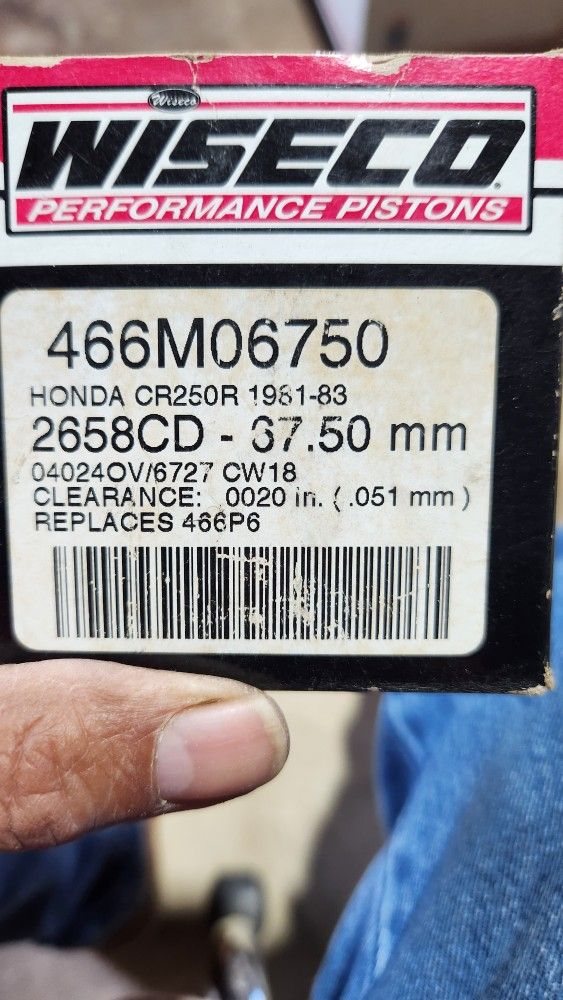 Wiseco
WISECO
PERFORMANCE PISTONS
466M06750
HONDA CR250R 1981-83
2658CD - 67.50 mm
04024OV/6727 CW18
CLEARANCE: .0020 in. ( .051 mm )
REPLACES 466P6